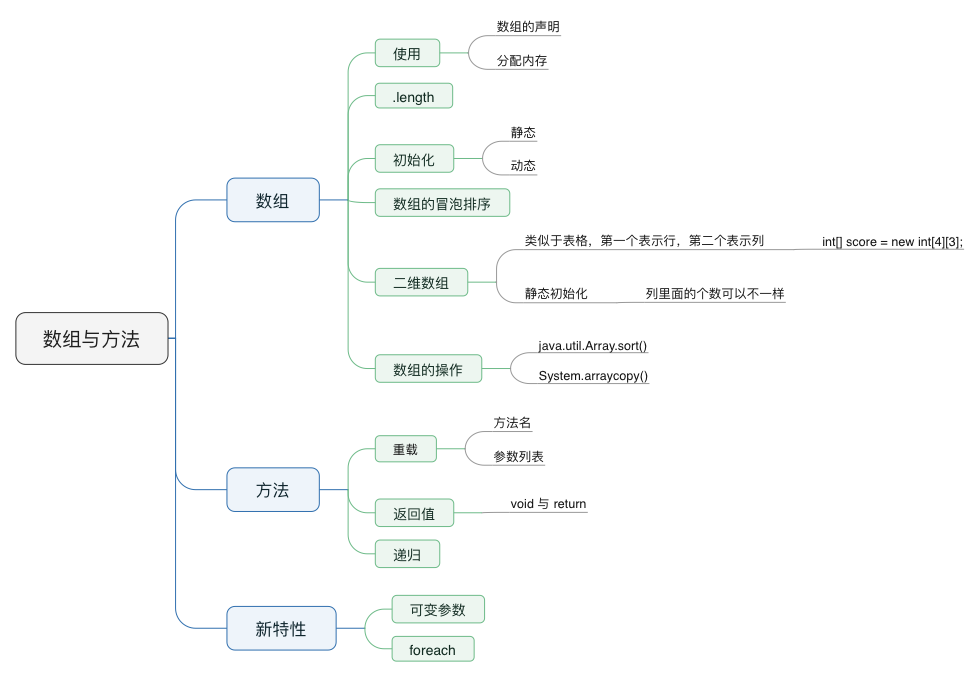 数组与方法
数组
使用
数组的声明
分配内存
.length
初始化
静态
动态
数组的冒泡排序
二维数组
类似于表格，第一个表示行，第二个表示列
int[] score = new int[4][3];
静态初始化
列里面的个数可以不一样
数组的操作
java.util.Array.sort()
System.arraycopy()
方法
重载
方法名
参数列表
返回值
void 与 return
递归
新特性
可变参数
foreach